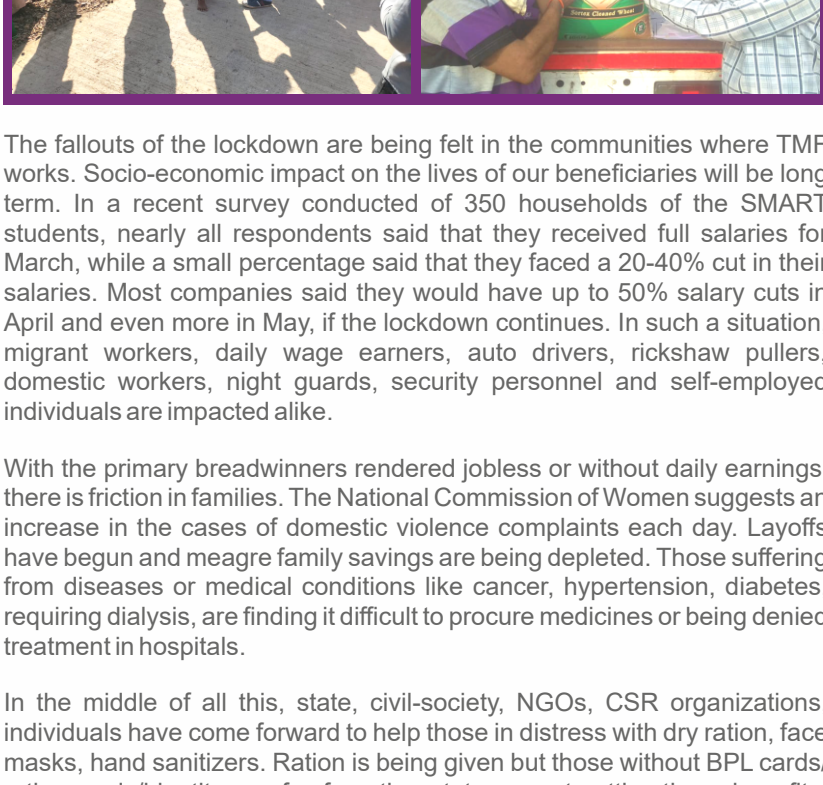 Sortex Cleaned Wheat
The fallouts of the lockdown are being felt in the communities where TMF
works. Socio-economic impact on the lives of our beneficiaries will be long
term. In a recent survey conducted of 350 households of the SMART
students, nearly all respondents said that they received full salaries for
March, while a small percentage said that they faced a 20-40% cut in their
salaries. Most companies said they would have up to 50% salary cuts in
April and even more in May, if the lockdown continues. In such a situation
migrant workers, daily wage earners, auto drivers, rickshaw pullers,
domestic workers, night guards, security personnel and self-employed
individuals are impacted alike.
With the primary breadwinners rendered jobless or without daily earnings
there is friction in families. The National Commission of Women suggests an
increase in the cases of domestic violence complaints each day. Layoffs
have begun and meagre family savings are being depleted. Those suffering
from diseases or medical conditions like cancer, hypertension, diabetes
requiring dialysis, are finding it difficult to procure medicines or being denied
treatment in hospitals.
In the middle of all this, state, civil-society, NGOs, CSR organizations
individuals have come forward to help those in distress with dry ration, face
masks, hand sanitizers. Ration is being given but those without BPL cards/